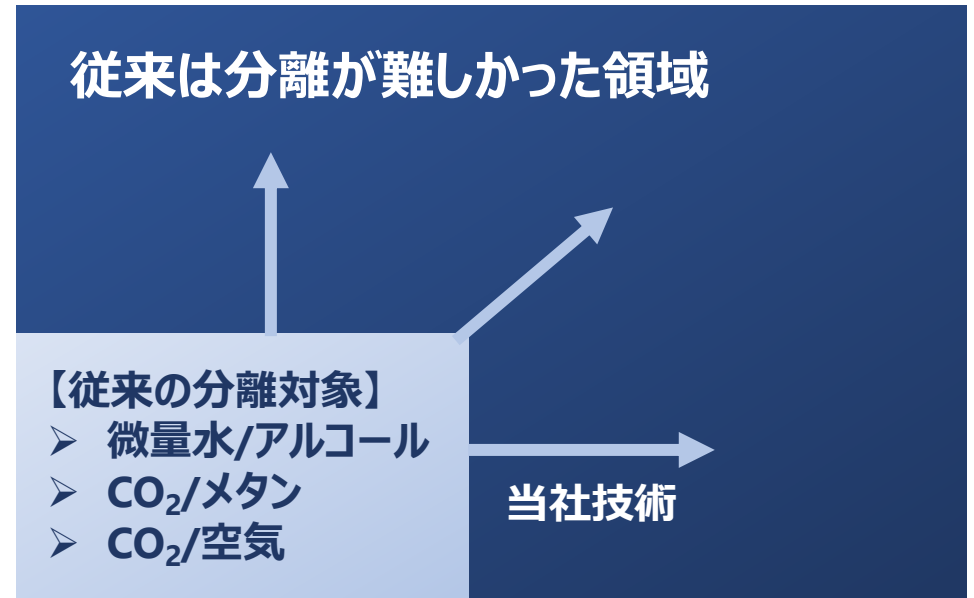 従来は分離が難しかった領域
【従来の分離対象】
➢ 微量水/アルコール
➢ CO₂/メタン
➢ CO₂/空気
当社技術